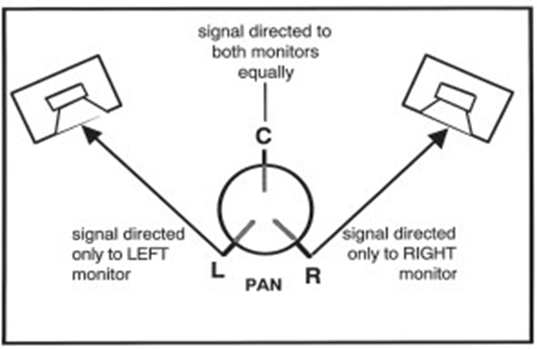 signal directed to
both monitors
equally
C
signal directed
only to LEFT
monitor
signal directed
only to RIGHT
monitor
L
PAN
R